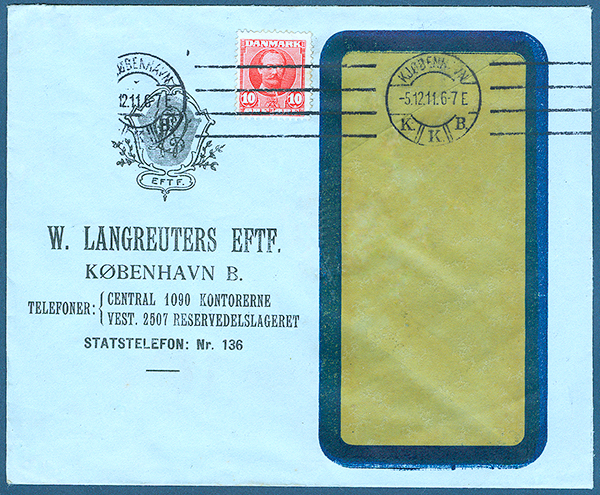 KJØBENHAVN
DANMARK
10 10
KJØBENHAVN
12.11.6-7 E
-5.12.11.6-7 E
K. K B.
EFTF.
W. LANGREUTERS EFTF.
KØBENHAVN B.
TELEFONER: { CENTRAL 1090 KONTORERNE
VEST. 2507 RESERVEDELSLAGERET
STATSTELEFON: Nr. 136